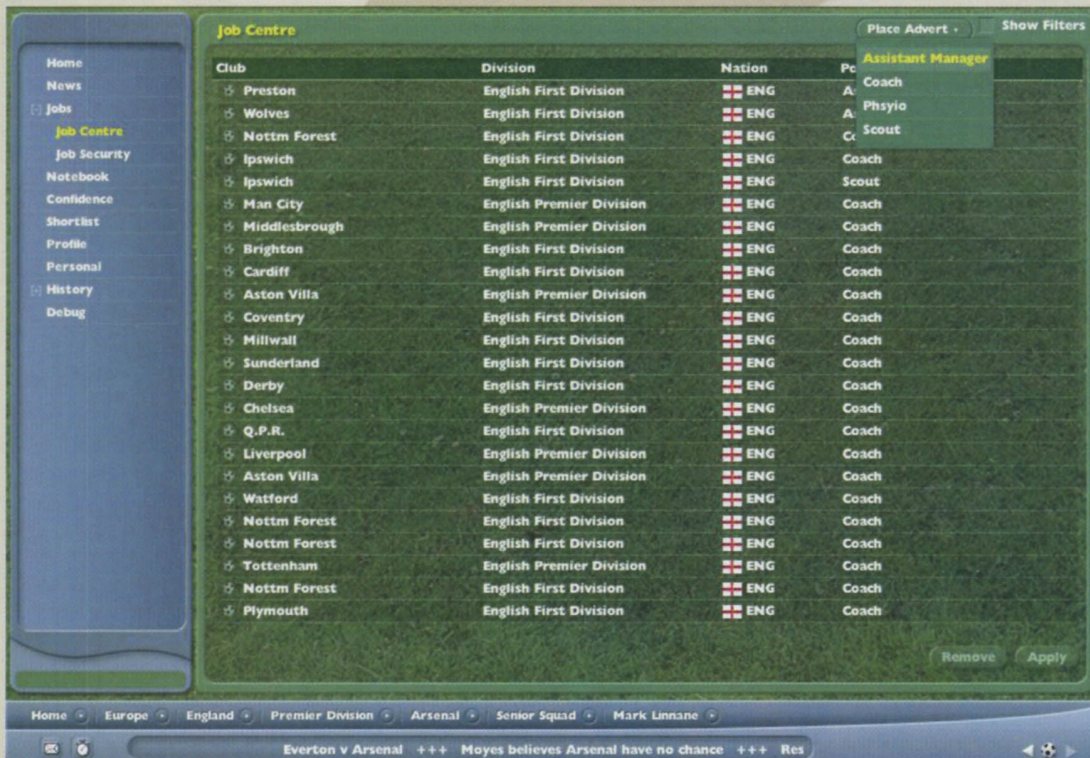 Job Centre
Place Advert
Show Filters
Assistant Manager
Coach
Phsyio
Scout
Home
News
Jobs
Job Centre
Job Security
Notebook
Confidence
Shortlist
Profile
Personal
History
Debug
Club Division Nation Po
Preston English First Division ENG A
Wolves English First Division ENG A
Nottm Forest English First Division ENG Co
Ipswich English First Division ENG Coach
Ipswich English First Division ENG Scout
Man City English Premier Division ENG Coach
Middlesbrough English Premier Division ENG Coach
Brighton English First Division ENG Coach
Cardiff English First Division ENG Coach
Aston Villa English Premier Division ENG Coach
Coventry English First Division ENG Coach
Millwall English First Division ENG Coach
Sunderland English First Division ENG Coach
Derby English First Division ENG Coach
Chelsea English Premier Division ENG Coach
Q.P.R. English First Division ENG Coach
Liverpool English Premier Division ENG Coach
Aston Villa English Premier Division ENG Coach
Watford English First Division ENG Coach
Nottm Forest English First Division ENG Coach
Nottm Forest English First Division ENG Coach
Tottenham English Premier Division ENG Coach
Nottm Forest English First Division ENG Coach
Plymouth English First Division ENG Coach
Remove Apply
Home Europe England Premier Division Arsenal Senior Squad Mark Linnane
Everton v Arsenal +++ Moyes believes Arsenal have no chance +++ Res